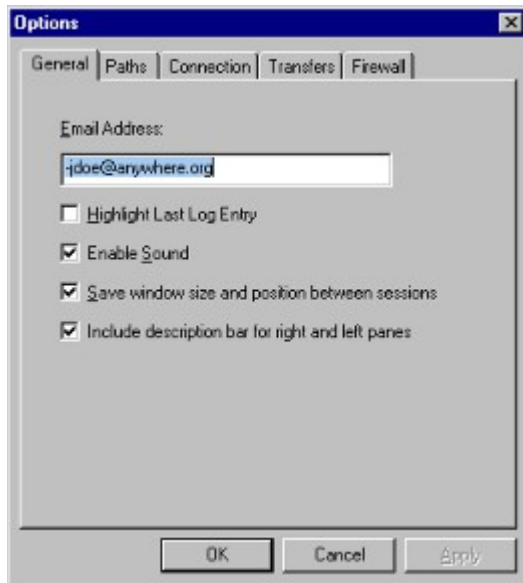 Options
General Paths Connection Transfers Firewall
Email Address:
-jdoe@anywhere.org
Highlight Last Log Entry
Enable Sound
Save window size and position between sessions
Include description bar for right and left panes
OK Cancel Apply